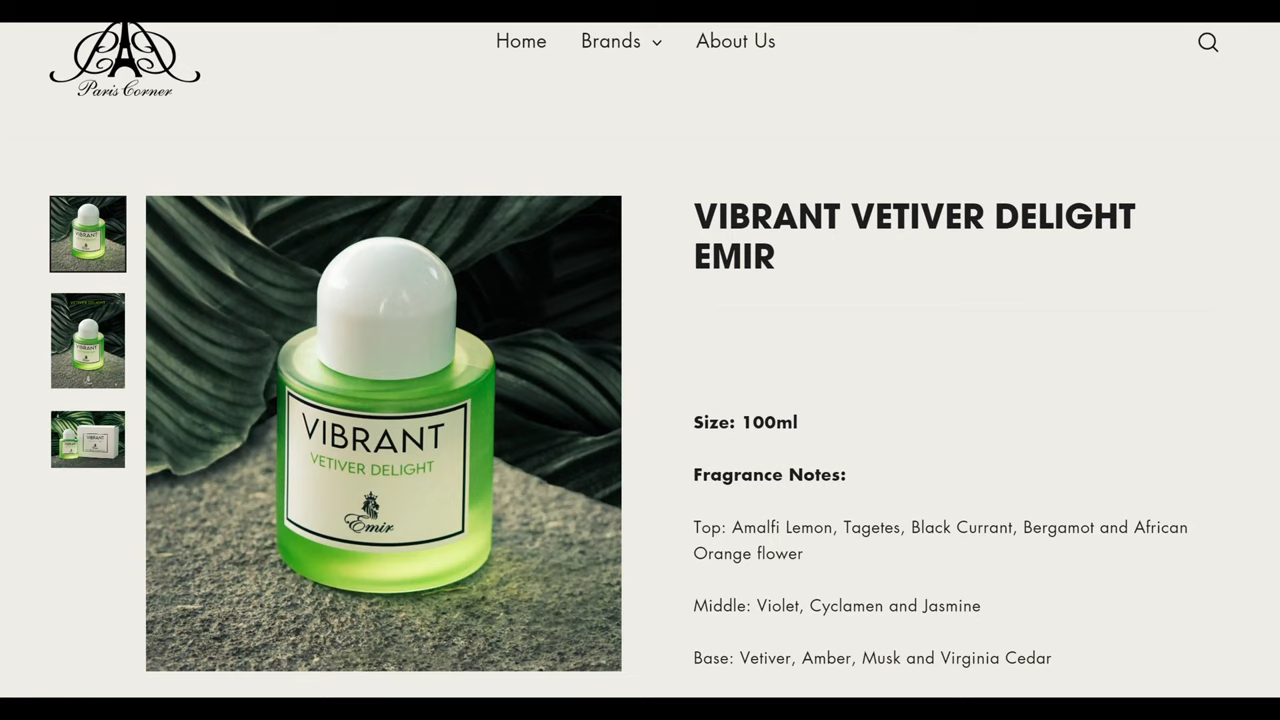 Paris Corner
Home
Brands
About Us
VIBRANT
VETIVER DELIGHT
Emir
VIBRANT VETIVER DELIGHT
EMIR
Size: 100ml
Fragrance Notes:
Top: Amalfi Lemon, Tagetes, Black Currant, Bergamot and African
Orange flower
Middle: Violet, Cyclamen and Jasmine
Base: Vetiver, Amber, Musk and Virginia Cedar